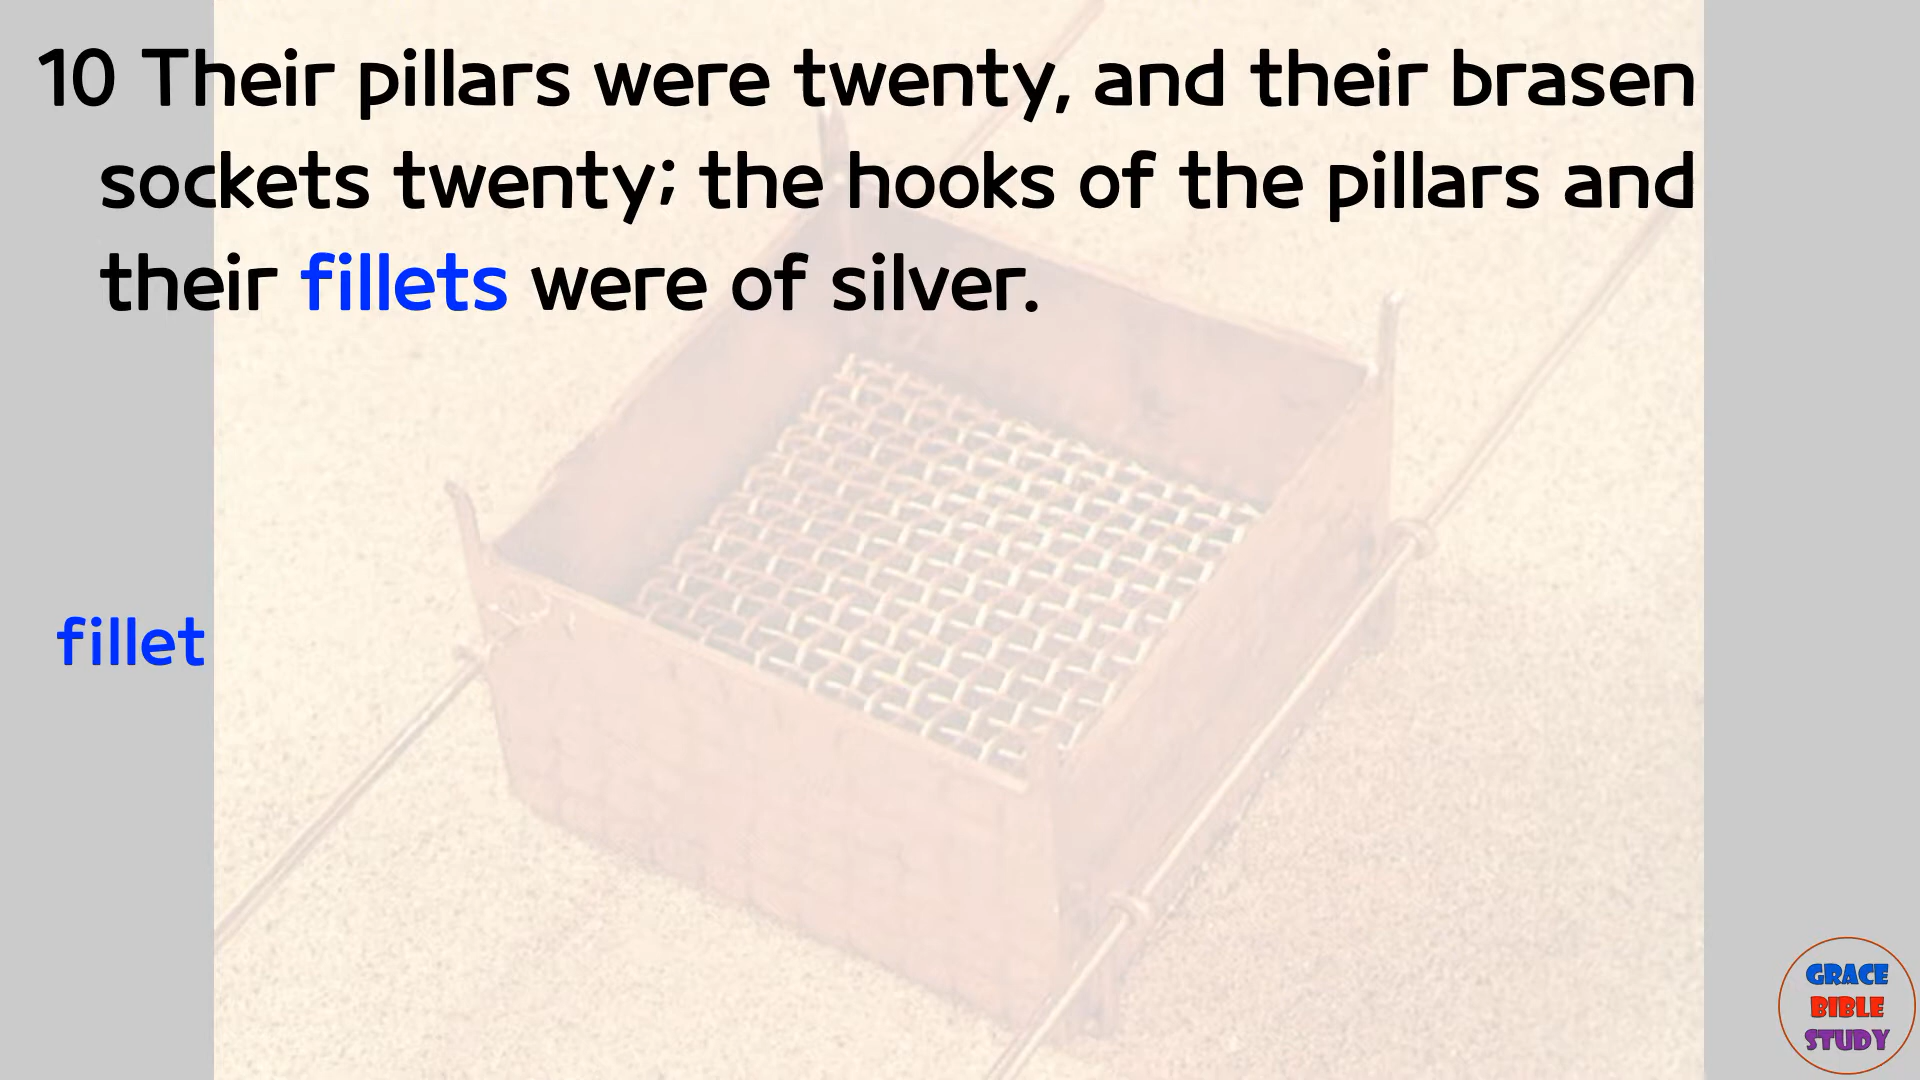 10 Their pillars were twenty, and their brasen
sockets twenty; the hooks of the pillars and
their fillets were of silver.
fillet
GRACE
BIBLE
STUDY